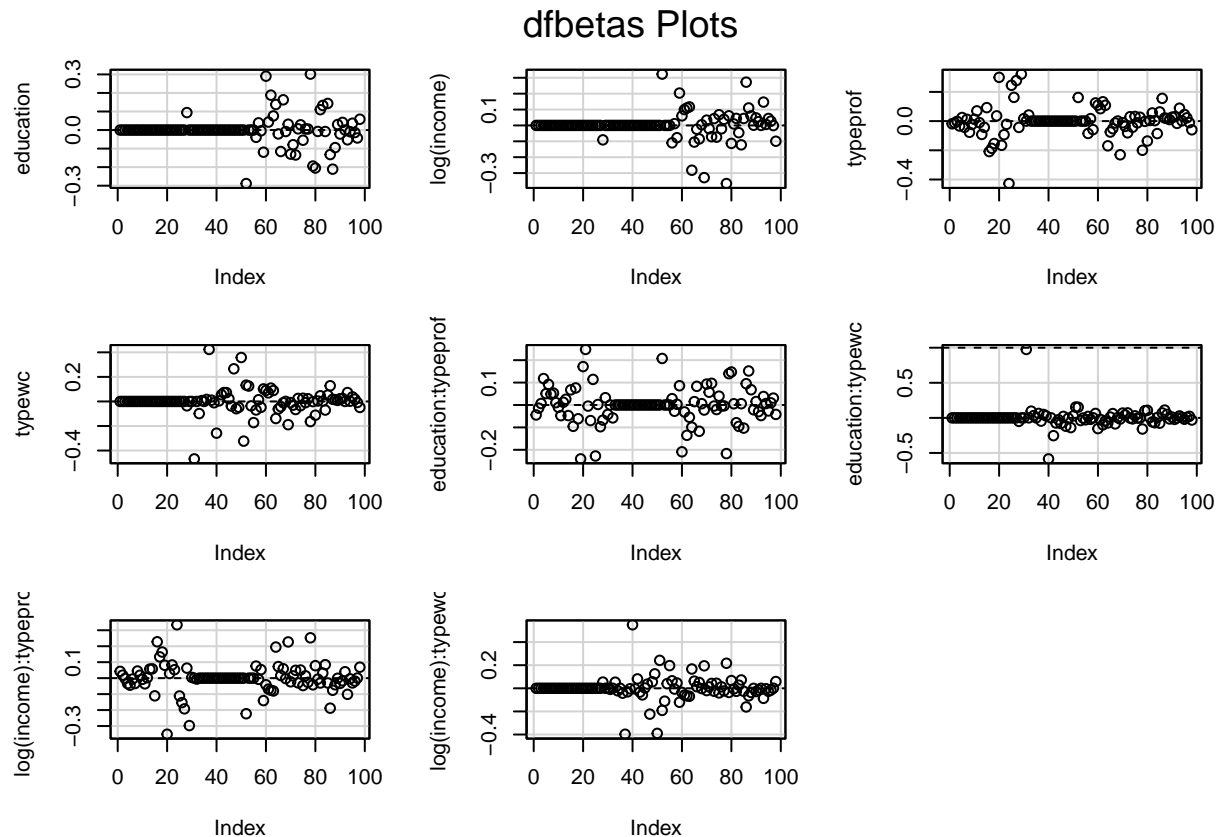 dfbetas Plots
education
0.3
0.0
−0.3
0 20 40 60 80 100
Index
log(income)
0.1
−0.3
0 20 40 60 80 100
Index
typeprof
0.0
−0.4
0 20 40 60 80 100
Index
typewc
0.2
−0.4
0 20 40 60 80 100
Index
education:typeprof
0.1
−0.2
0 20 40 60 80 100
Index
education:typewc
0.5
−0.5
0 20 40 60 80 100
Index
log(income):typepro
0.1
−0.3
0 20 40 60 80 100
Index
log(income):typewc
0.2
−0.4
0 20 40 60 80 100
Index